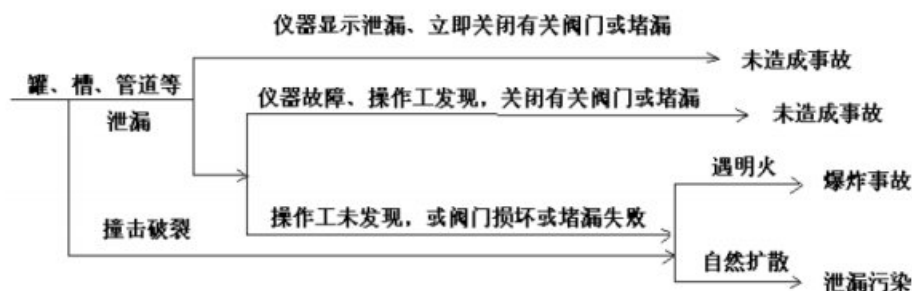 仪器显示泄漏、立即关闭有关阀门或堵漏
未造成事故
罐、槽、管道等
泄漏
仪器故障、操作工发现，关闭有关阀门或堵漏
未造成事故
遇明火
爆炸事故
操作工未发现，或阀门损坏或堵漏失败
撞击破裂
自然扩散
泄漏污染